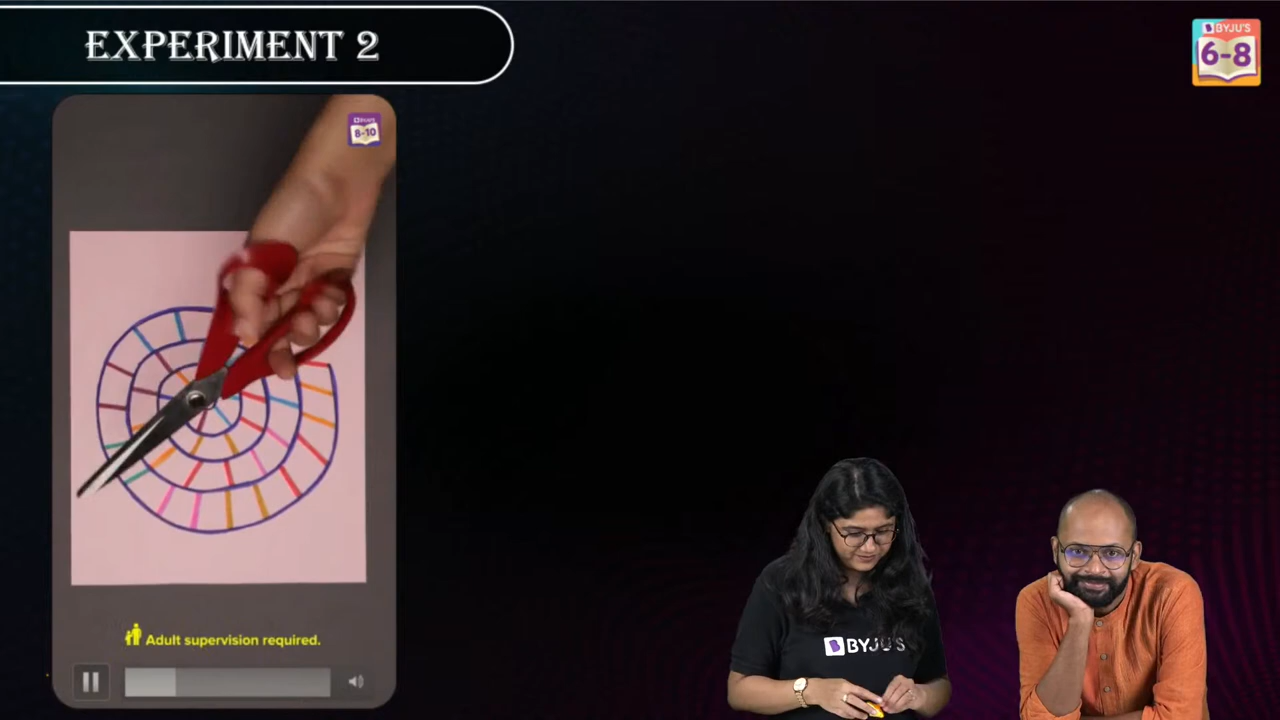 EXPERIMENT 2
BYJU'S
6-8
BYJU'S
8-10
Adult supervision required.
BYJU'S